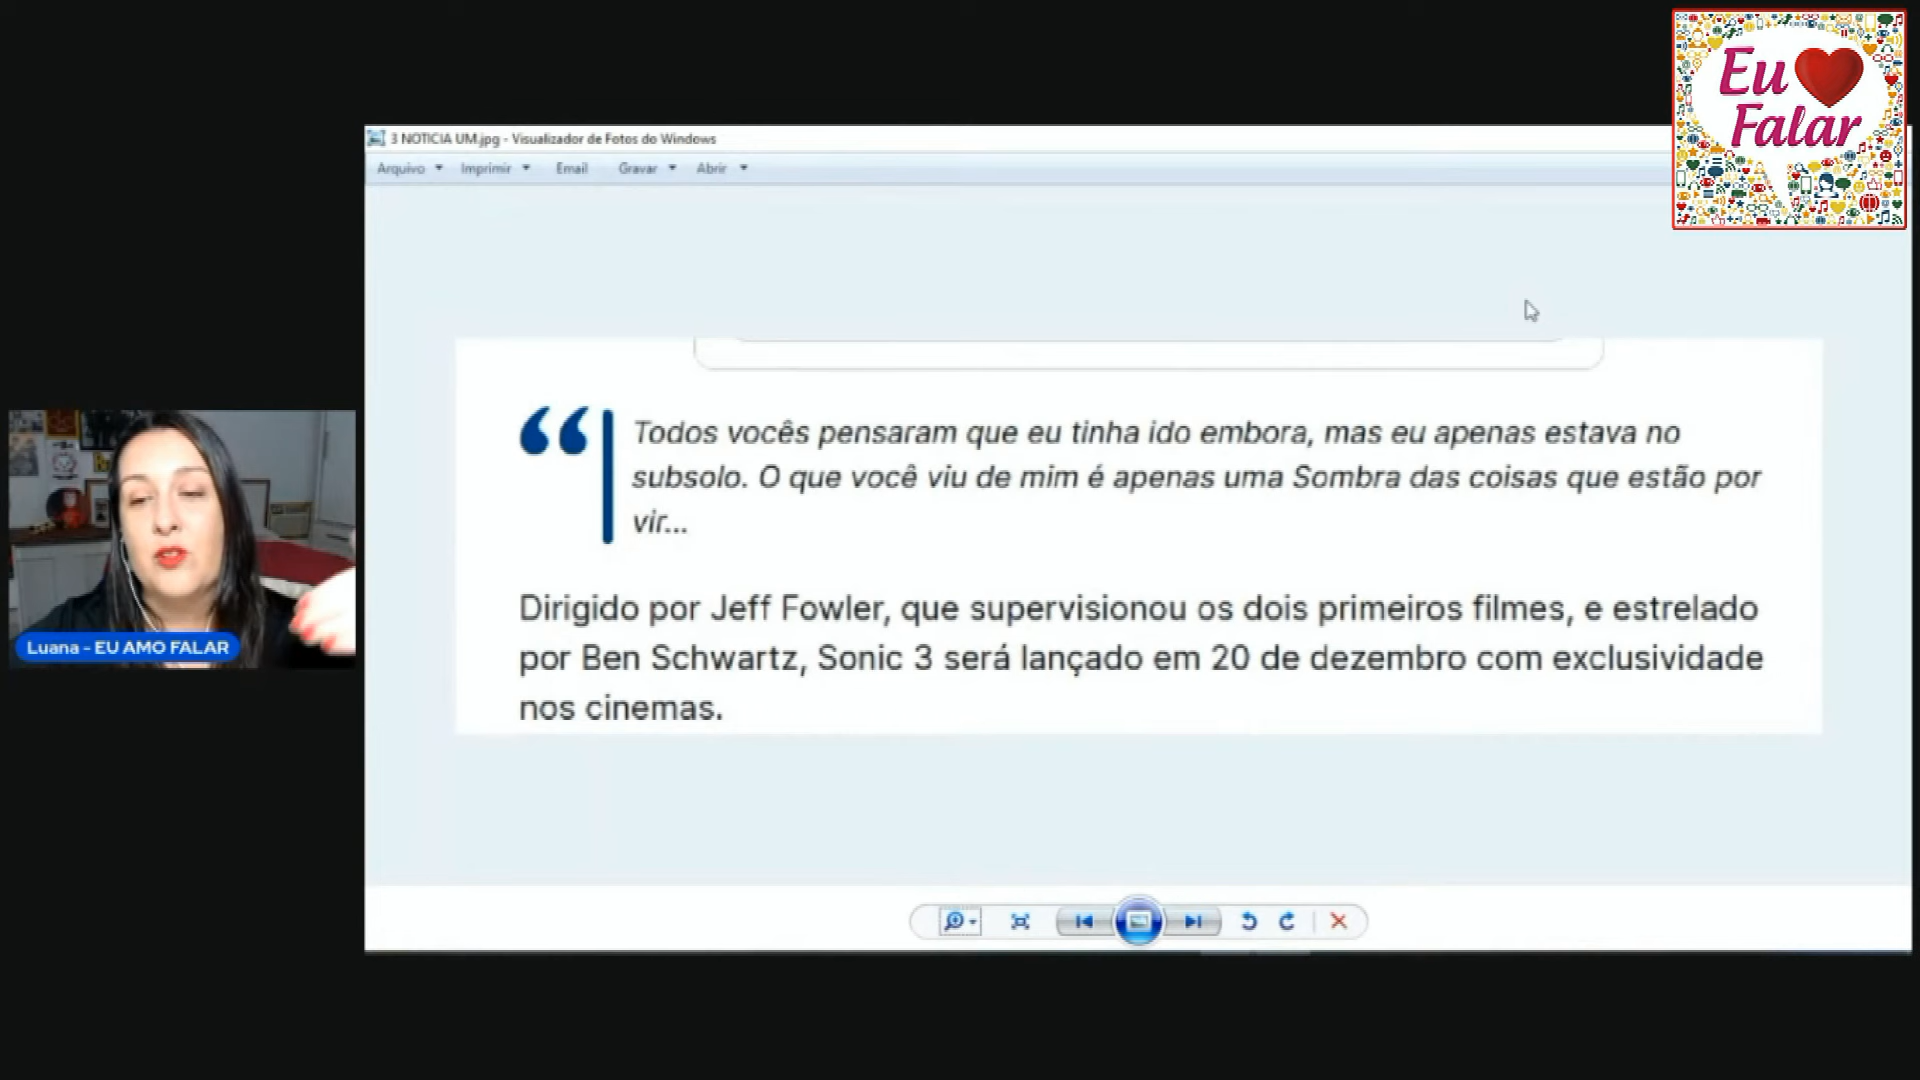 Eu
Falar
3 NOTICIA UM.jpg - Visualizador de Fotos do Windows
Arquivo Imprimir Email Gravar Abrir
Todos vocês pensaram que eu tinha ido embora, mas eu apenas estava no
subsolo. O que você viu de mim é apenas uma Sombra das coisas que estão por
vir...
Dirigido por Jeff Fowler, que supervisionou os dois primeiros filmes, e estrelado
por Ben Schwartz, Sonic 3 será lançado em 20 de dezembro com exclusividade
nos cinemas.
Luana - EU AMO FALAR